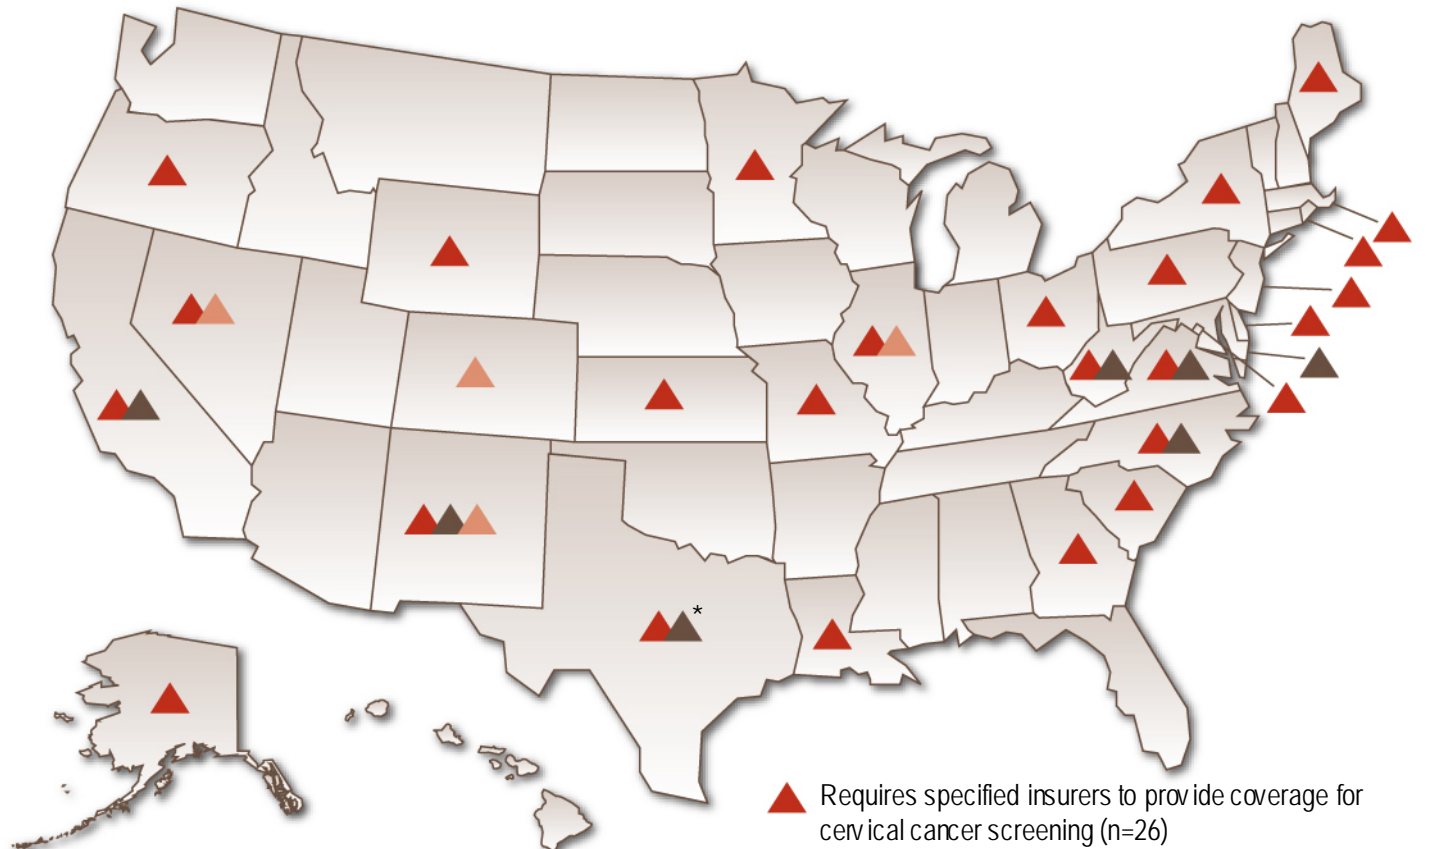 *
Requires specified insurers to provide coverage for
cervical cancer screening (n=26)